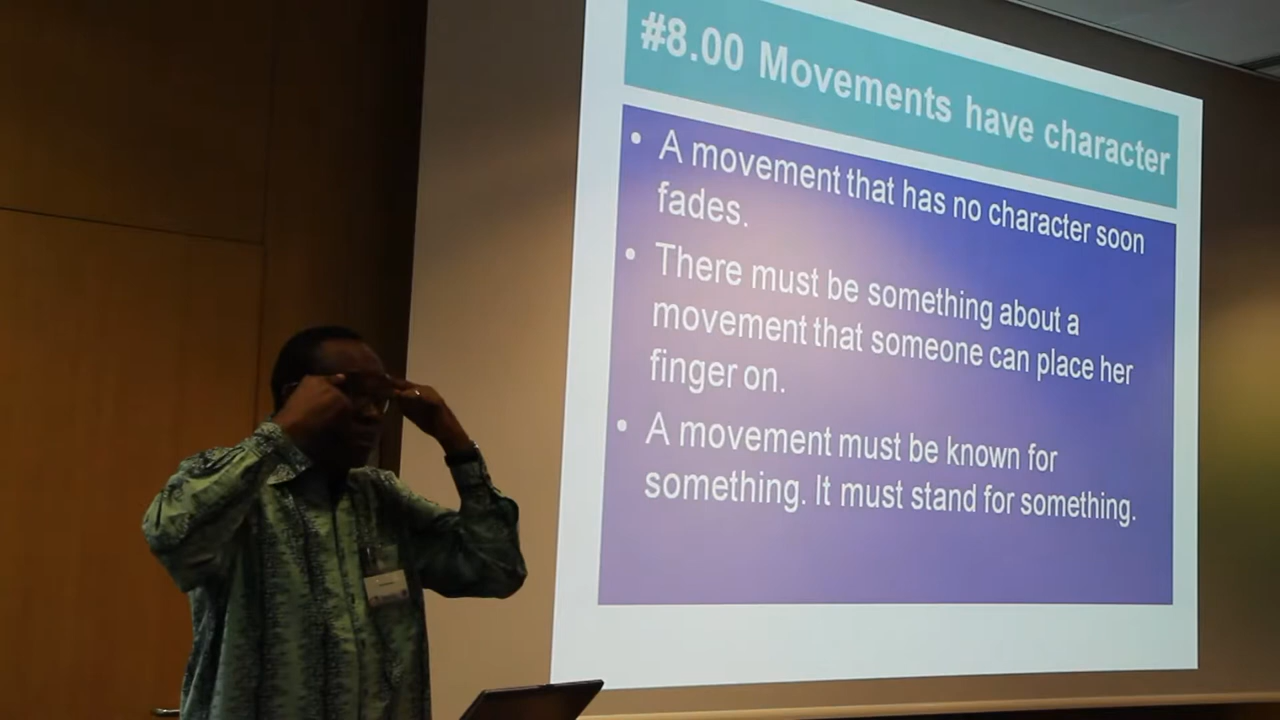 #8.00 Movements have character
• A movement that has no character soon
fades.
• There must be something about a
movement that someone can place her
finger on.
• A movement must be known for
something. It must stand for something.